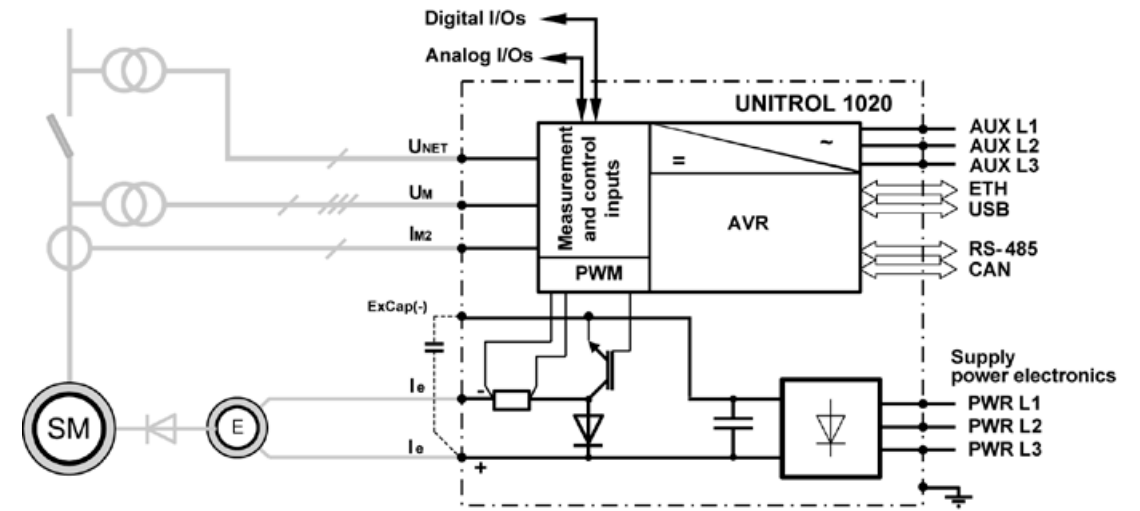 Digital I/Os
Analog I/Os
UNITROL 1020
UNET
UM
IM2
Measurement
and control
inputs
PWM
=
~
AVR
AUX L1
AUX L2
AUX L3
ETH
USB
RS-485
CAN
ExCap(-)
Ie
-
Ie
+
SM
E
Supply
power electronics
PWR L1
PWR L2
PWR L3